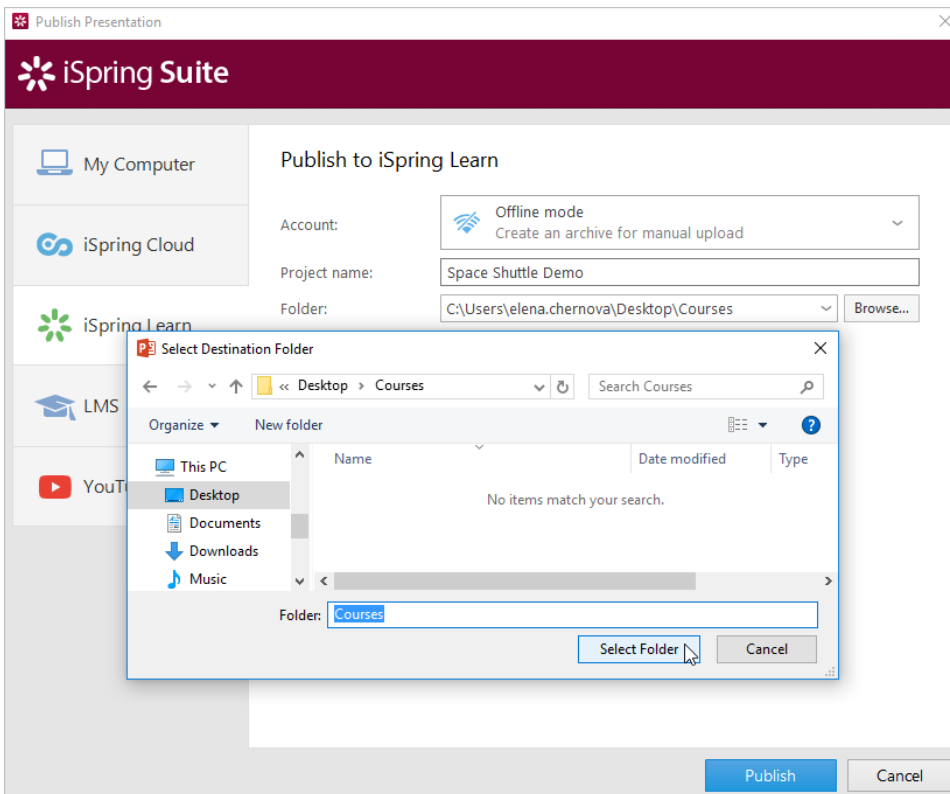 Publish Presentation
iSpring Suite
My Computer
iSpring Cloud
iSpring Learn
LMS
YouT
Publish to iSpring Learn
Account:
Offline mode
Create an archive for manual upload
Project name:
Space Shuttle Demo
Folder:
C:\Users\elena.chernova\Desktop\Courses
Browse...
Select Destination Folder
« Desktop › Courses
Search Courses
Organize
New folder
This PC
Desktop
Documents
Downloads
Music
Name
Date modified
Type
No items match your search.
Folder:
Courses
Select Folder
Cancel
Publish
Cancel